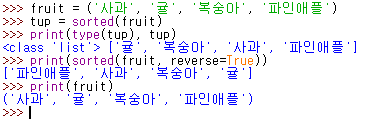 >>> fruit = ('사과', '귤', '복숭아', '파인애플')
>>> tup = sorted(fruit)
>>> print(type(tup), tup)
<class 'list'> ['귤', '복숭아', '사과', '파인애플']
>>> print(sorted(fruit, reverse=True))
['파인애플', '사과', '복숭아', '귤']
>>> print(fruit)
('사과', '귤', '복숭아', '파인애플')
>>>